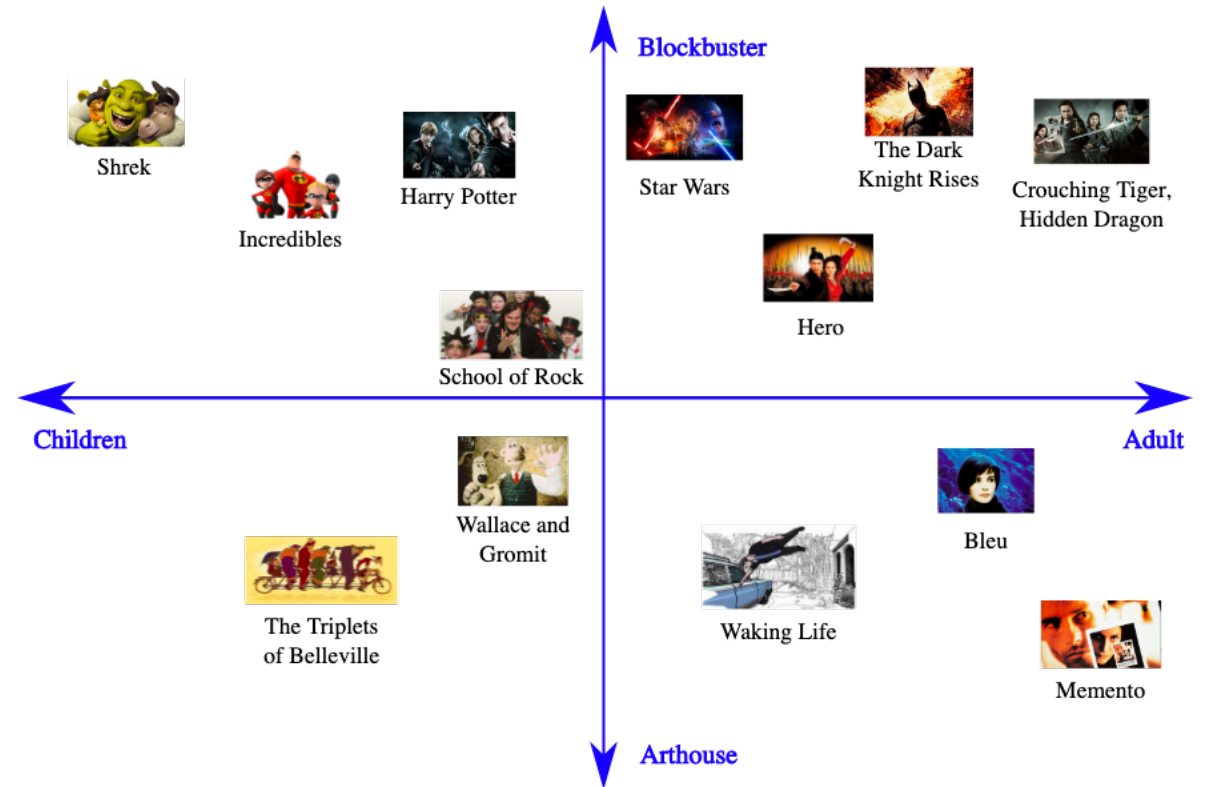 Blockbuster
Shrek
Incredibles
Harry Potter
Star Wars
The Dark
Knight Rises
Crouching Tiger,
Hidden Dragon
Hero
School of Rock
Children
Adult
Wallace and
Gromit
The Triplets
of Belleville
Bleu
Waking Life
Memento
Arthouse